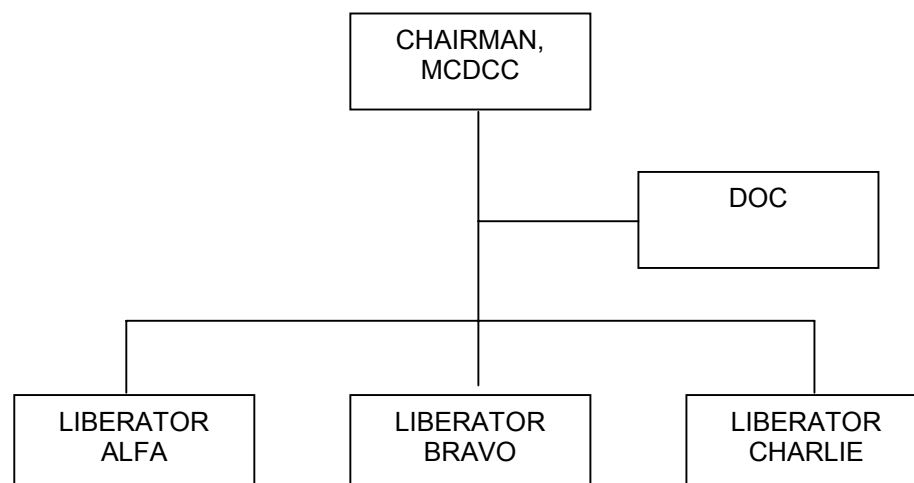 CHAIRMAN,
MCDCC
DOC
LIBERATOR
ALFA
LIBERATOR
BRAVO
LIBERATOR
CHARLIE